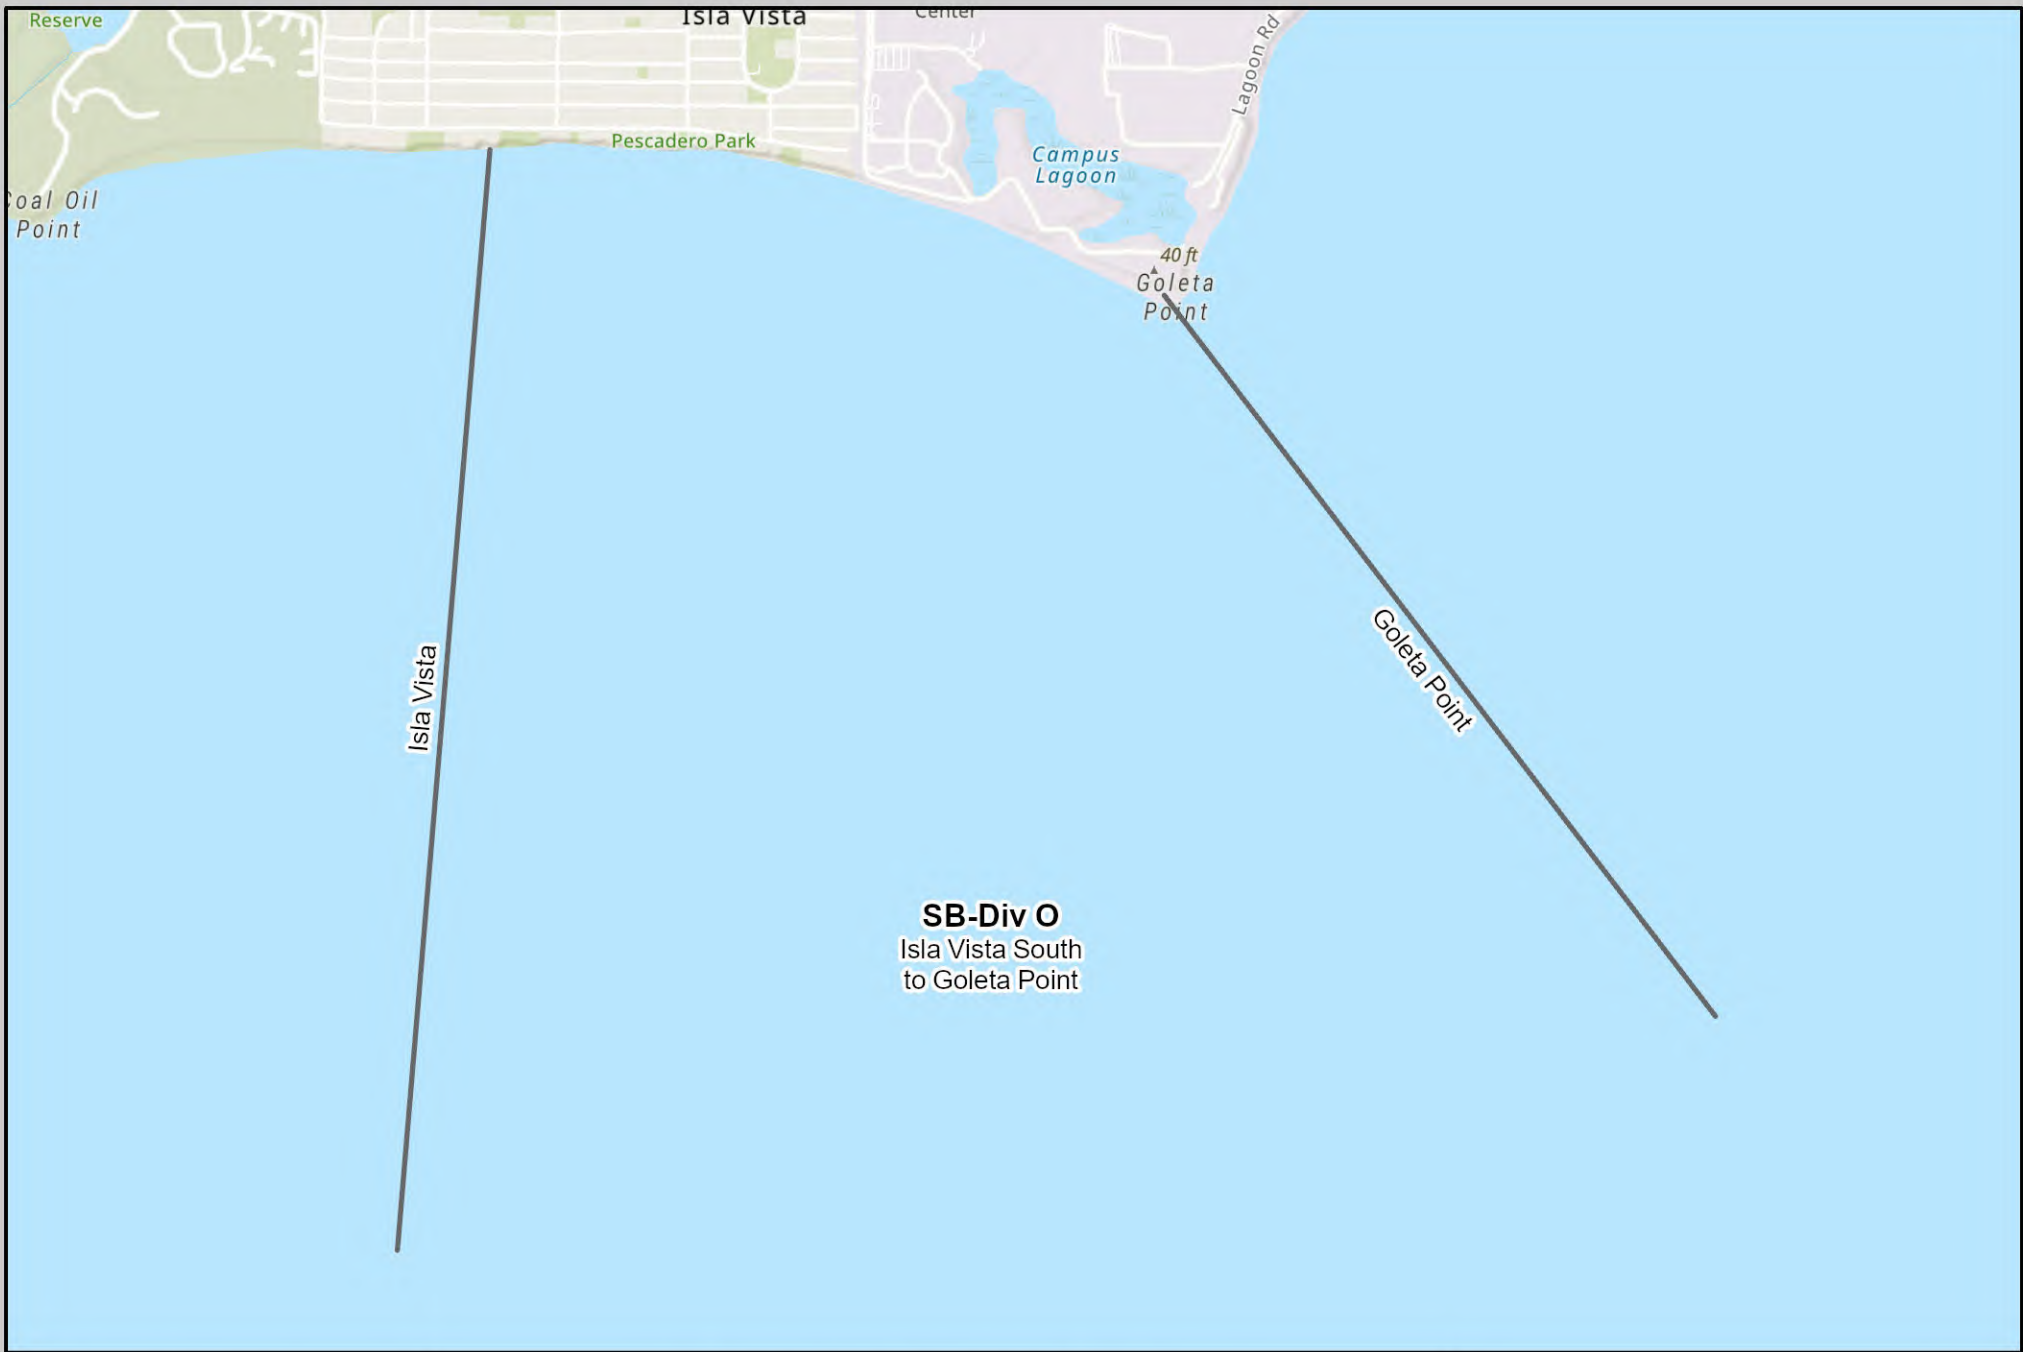 Reserve
Isla Vista
Center
Lagoon Rd
Pescadero Park
Campus
Lagoon
Coal Oil
Point
40 ft
Goleta
Point
Isla Vista
Goleta Point
SB-Div O
Isla Vista South
to Goleta Point